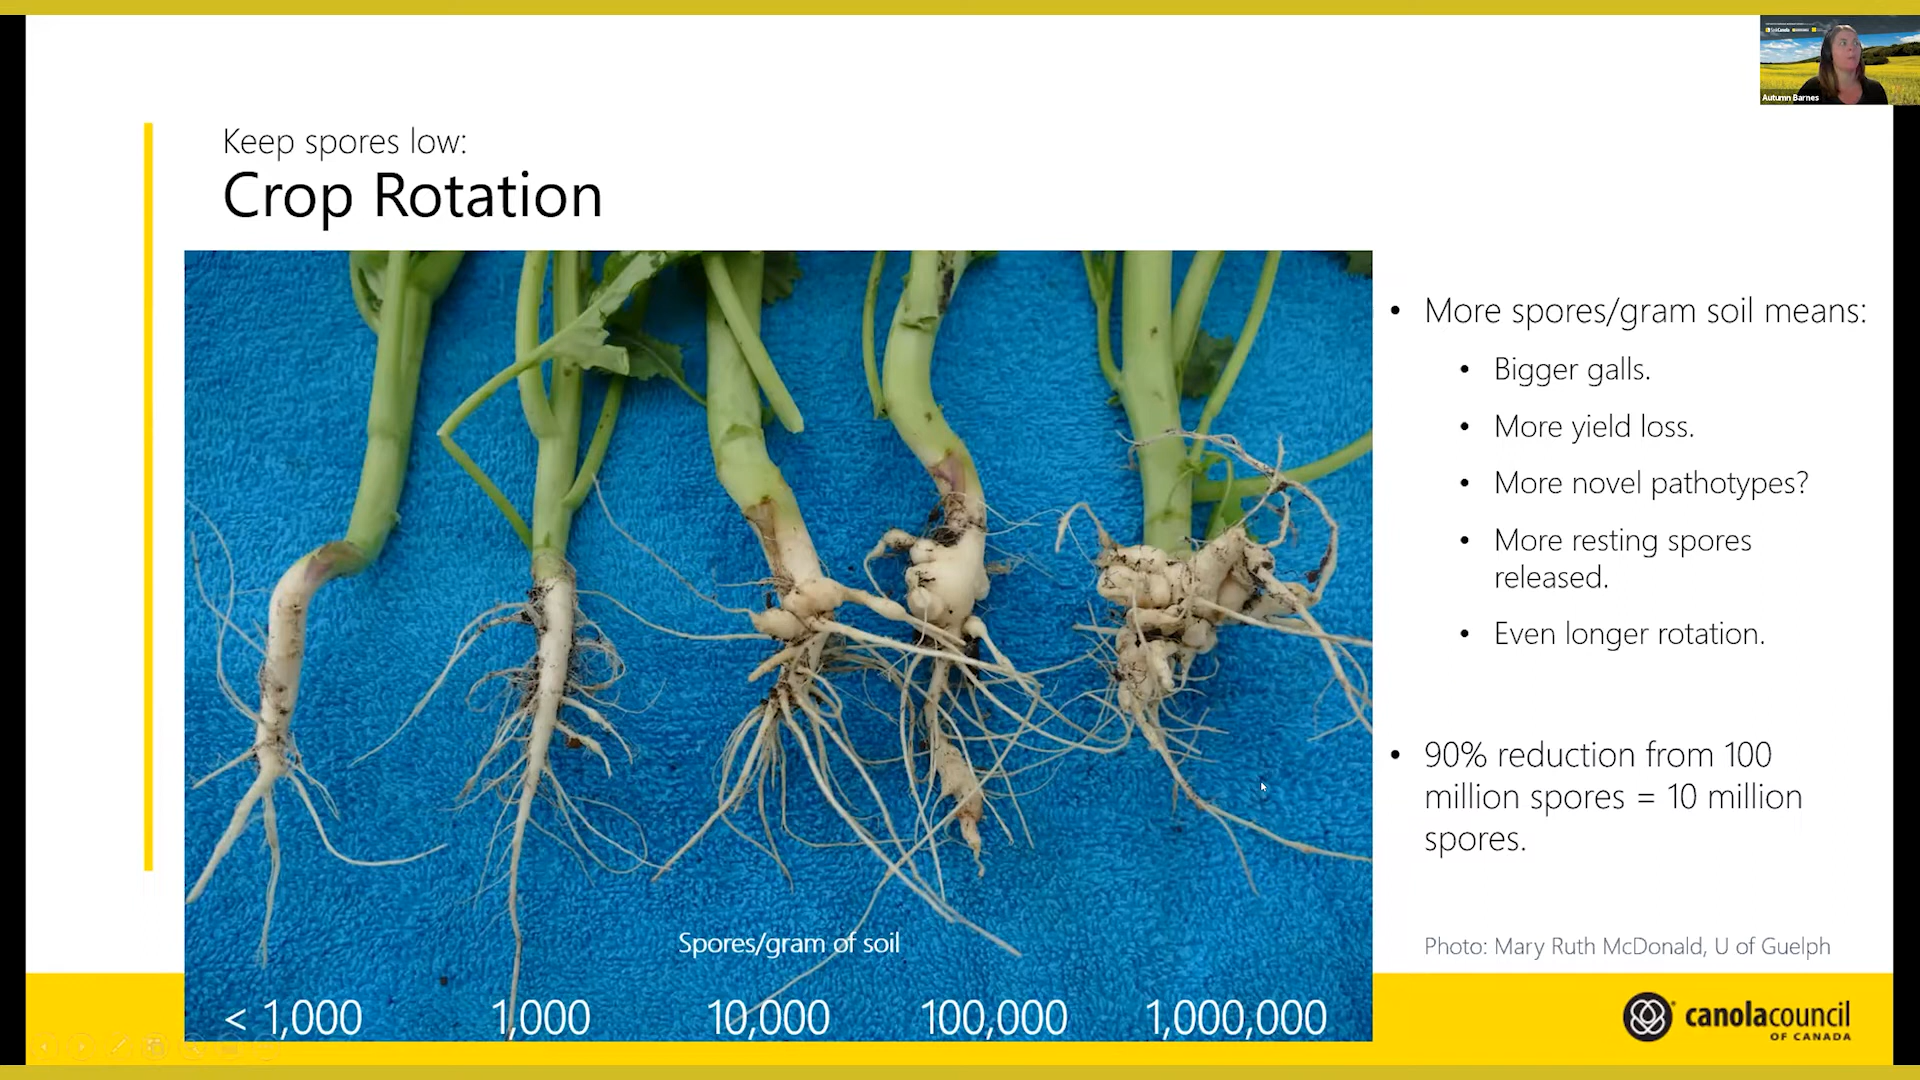 Autumn Barnes
Keep spores low:
Crop Rotation
• More spores/gram soil means:
• Bigger galls.
• More yield loss.
• More novel pathotypes?
• More resting spores
released.
• Even longer rotation.
• 90% reduction from 100
million spores = 10 million
spores.
Spores/gram of soil
< 1,000 1,000 10,000 100,000 1,000,000
Photo: Mary Ruth McDonald, U of Guelph
canolacouncil
OF CANADA